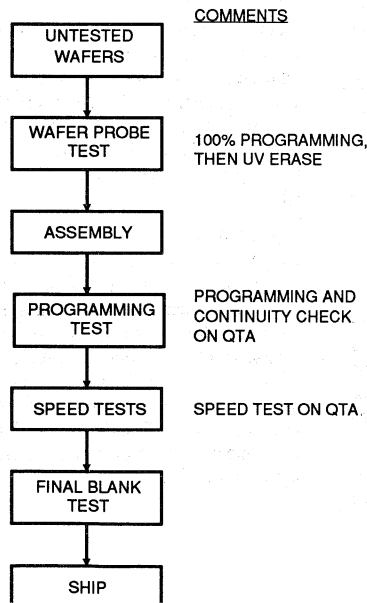 COMMENTS
UNTESTED
WAFERS
WAFER PROBE
TEST
100% PROGRAMMING,
THEN UV ERASE
ASSEMBLY
PROGRAMMING
TEST
PROGRAMMING AND
CONTINUITY CHECK
ON QTA
SPEED TESTS
SPEED TEST ON QTA.
FINAL BLANK
TEST
SHIP